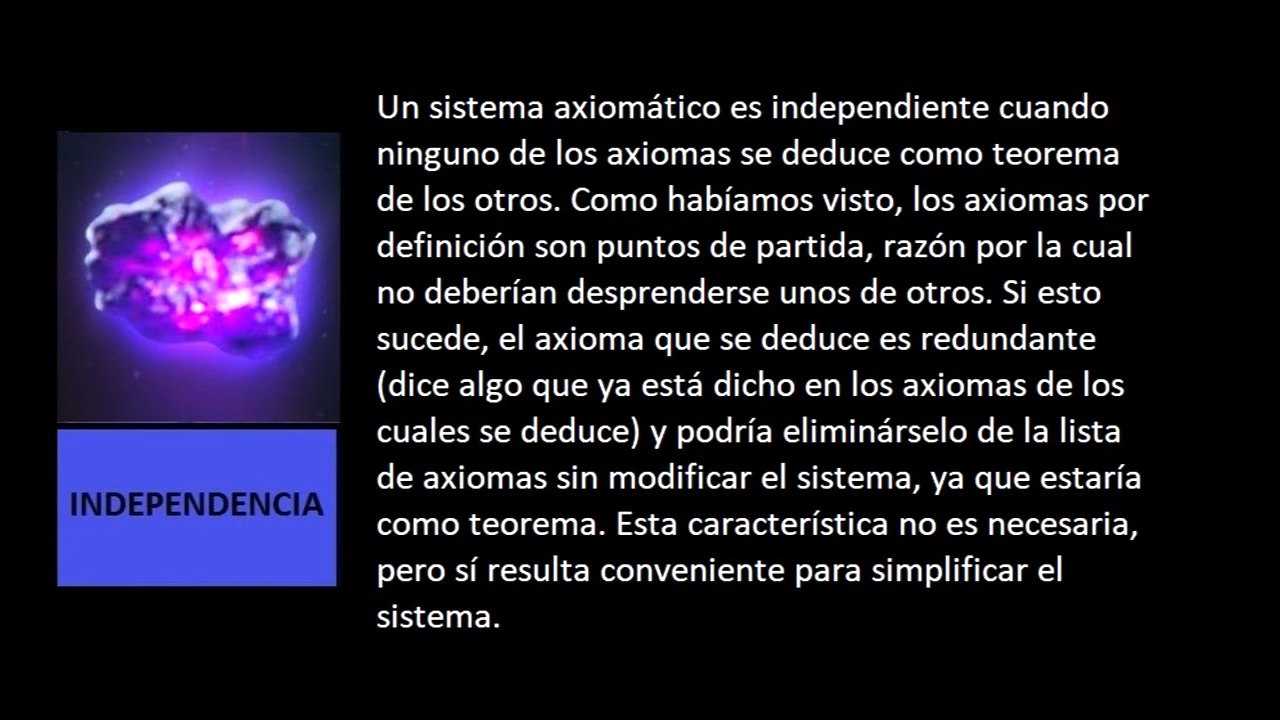 Un sistema axiomático es independiente cuando
ninguno de los axiomas se deduce como teorema
de los otros. Como habíamos visto, los axiomas por
definición son puntos de partida, razón por la cual
no deberían desprenderse unos de otros. Si esto
sucede, el axioma que se deduce es redundante
(dice algo que ya está dicho en los axiomas de los
cuales se deduce) y podría eliminárselo de la lista
de axiomas sin modificar el sistema, ya que estaría
como teorema. Esta característica no es necesaria,
pero sí resulta conveniente para simplificar el
sistema.
INDEPENDENCIA